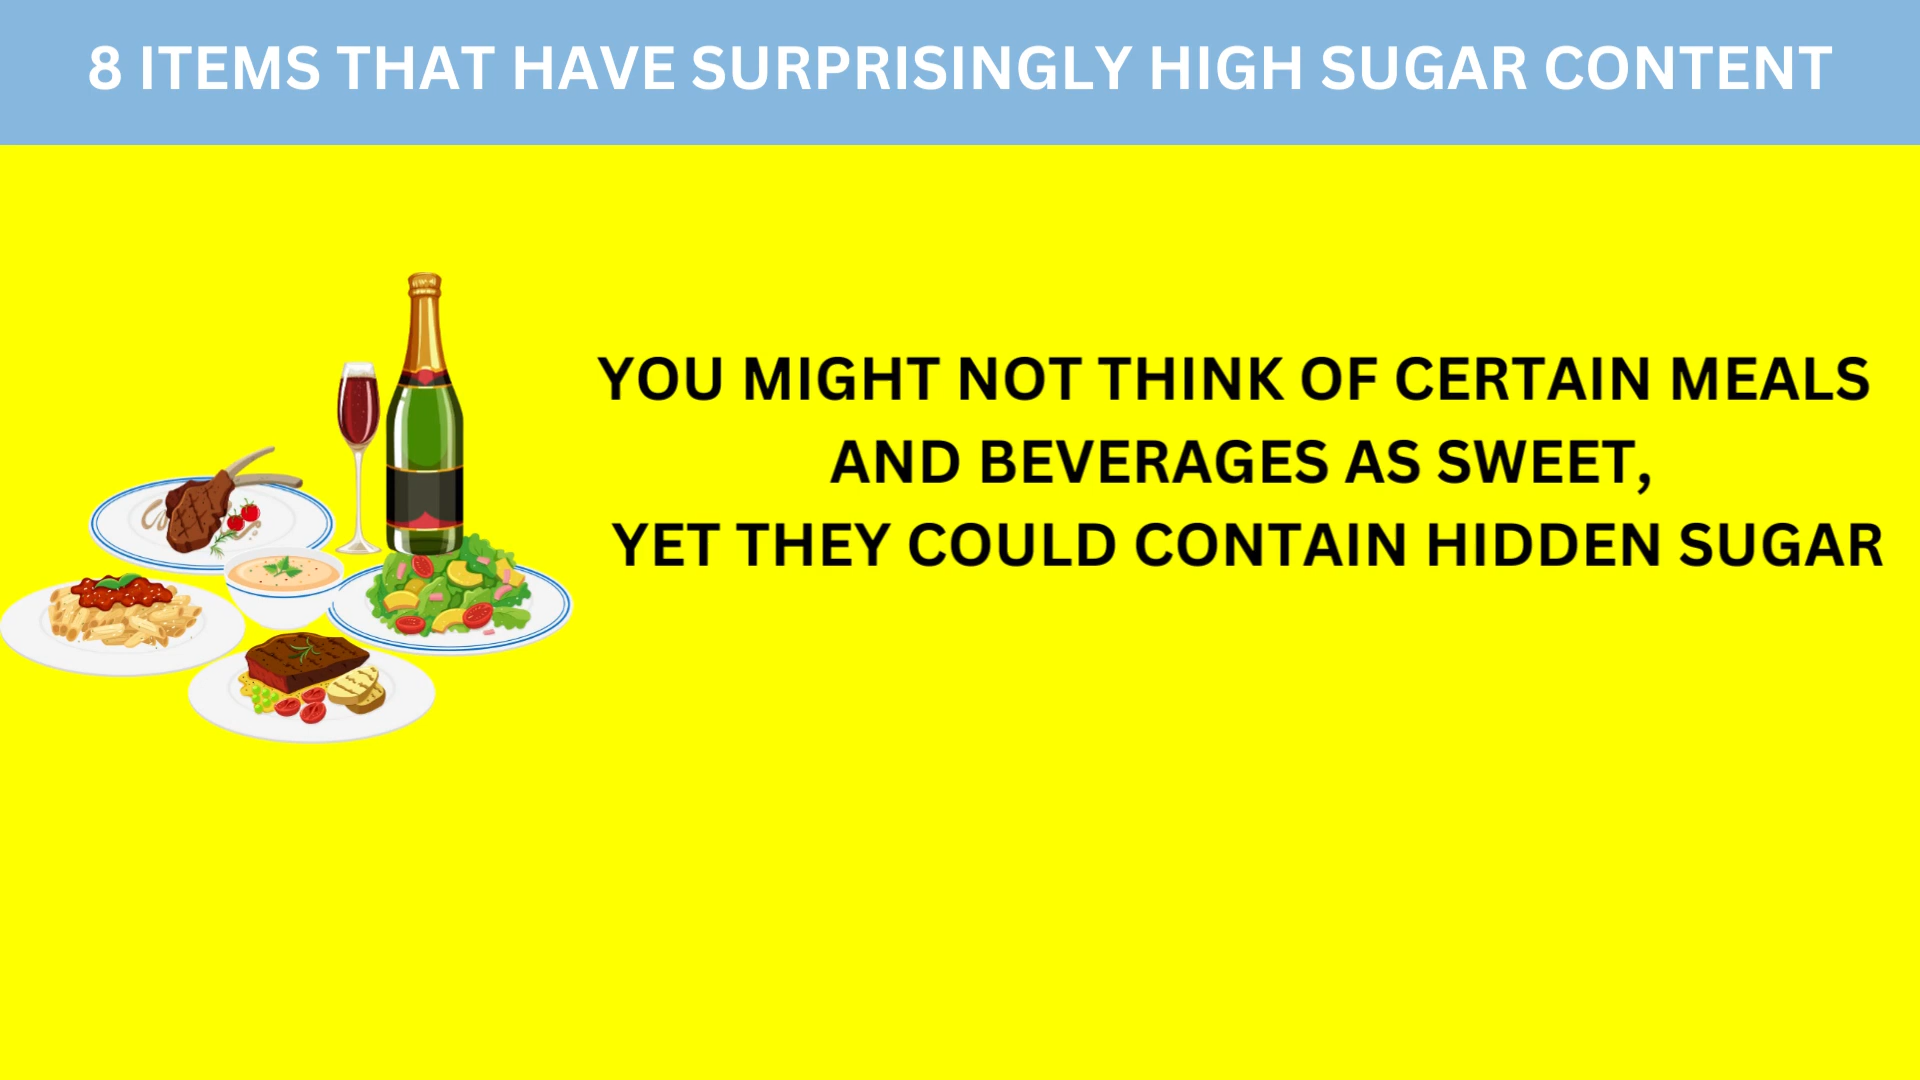 8 ITEMS THAT HAVE SURPRISINGLY HIGH SUGAR CONTENT
YOU MIGHT NOT THINK OF CERTAIN MEALS
AND BEVERAGES AS SWEET,
YET THEY COULD CONTAIN HIDDEN SUGAR